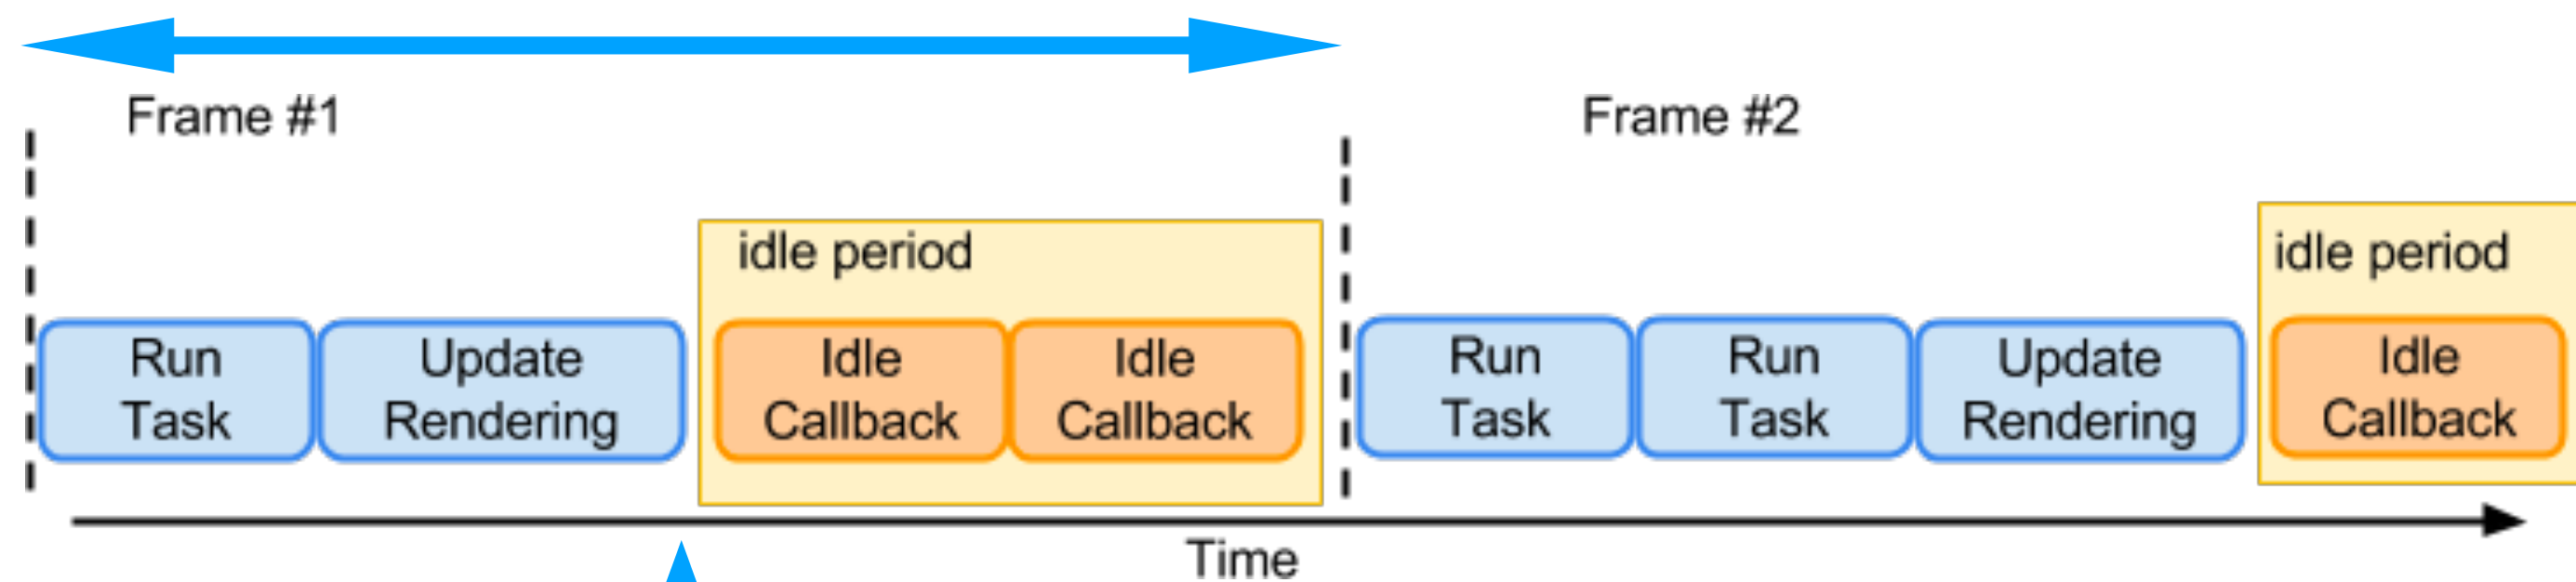 Frame #1
Frame #2
idle period
idle period
Run
Task
Update
Rendering
Idle
Callback
Idle
Callback
Run
Task
Run
Task
Update
Rendering
Idle
Callback
Time